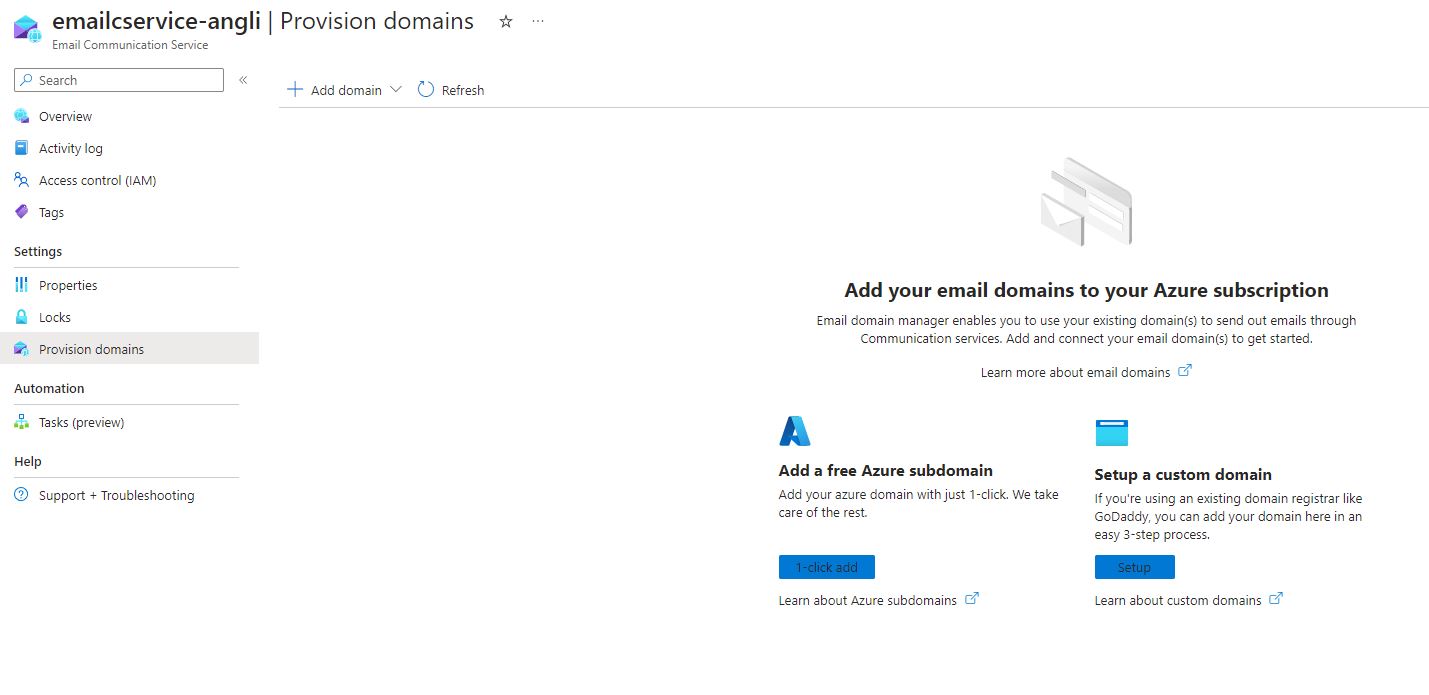 emailcservice-angli | Provision domains
Email Communication Service
Search
Overview
Activity log
Access control (IAM)
Tags
Settings
Properties
Locks
Provision domains
Automation
Tasks (preview)
Help
Support + Troubleshooting
Add domain
Refresh
Add your email domains to your Azure subscription
Email domain manager enables you to use your existing domain(s) to send out emails through
Communication services. Add and connect your email domain(s) to get started.
Learn more about email domains
Add a free Azure subdomain
Add your azure domain with just 1-click. We take
care of the rest.
1-click add
Learn about Azure subdomains
Setup a custom domain
If you're using an existing domain registrar like
GoDaddy, you can add your domain here in an
easy 3-step process.
Setup
Learn about custom domains